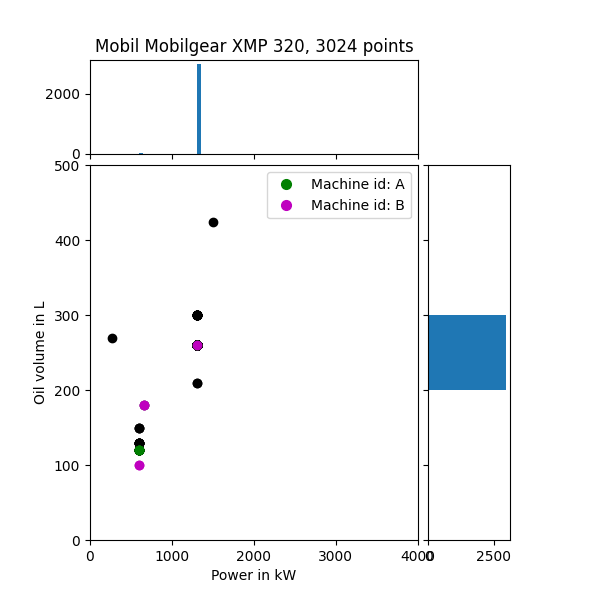 Mobil Mobilgear XMP 320, 3024 points
2000
0
500
Machine id: A
Machine id: B
400
300
200
100
0
Oil volume in L
0 1000 2000 3000 4000
0 2500
Power in kW